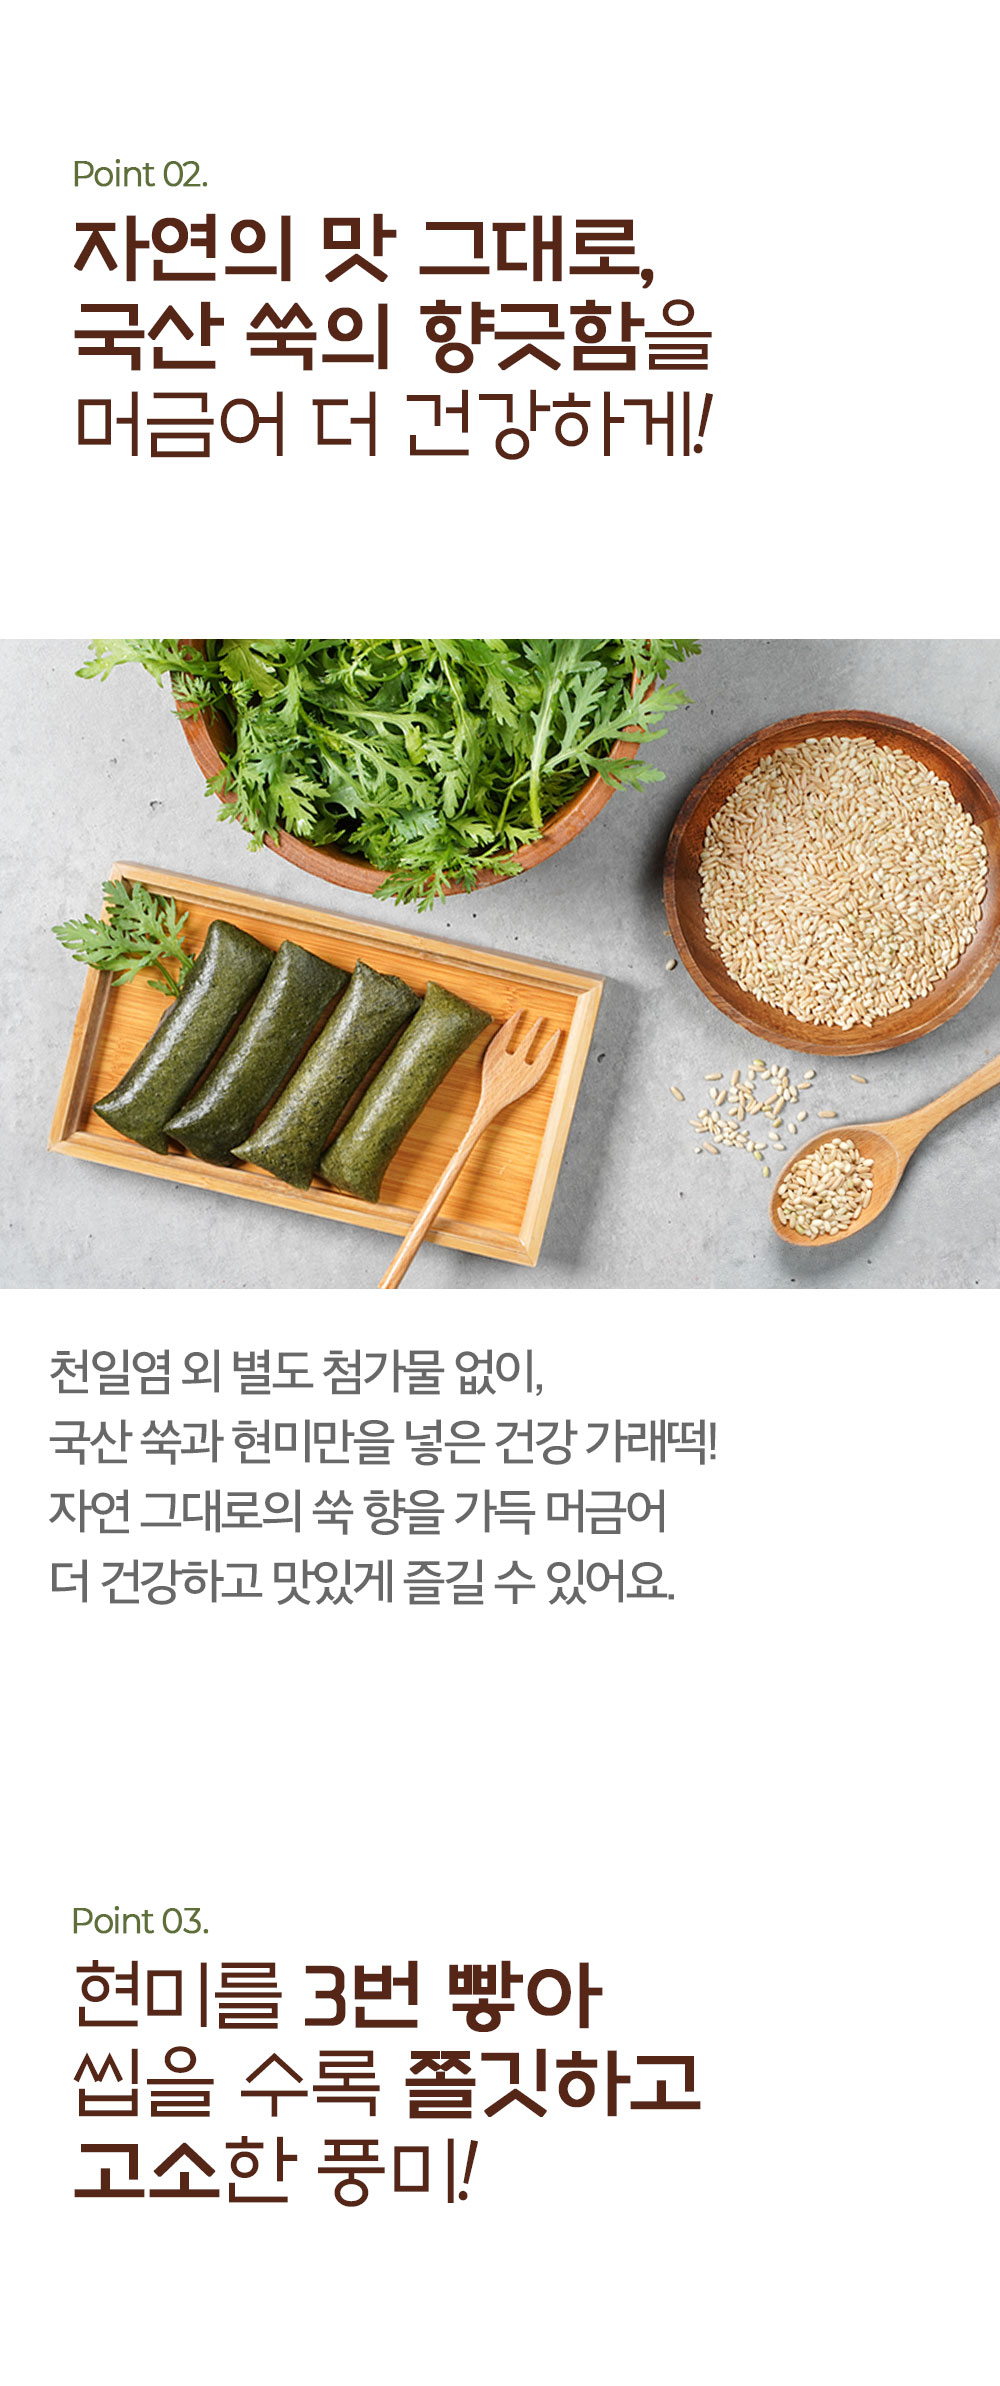 Point 02.
자연의 맛 그대로,
국산 쑥의 향긋함을
머금어 더 건강하게!
천일염 외 별도 첨가물 없이,
국산 쑥과 현미만을 넣은 건강 가래떡!
자연 그대로의 쑥 향을 가득 머금어
더 건강하고 맛있게 즐길 수 있어요.
Point 03.
현미를 3번 빻아
씹을 수록 쫄깃하고
고소한 풍미!